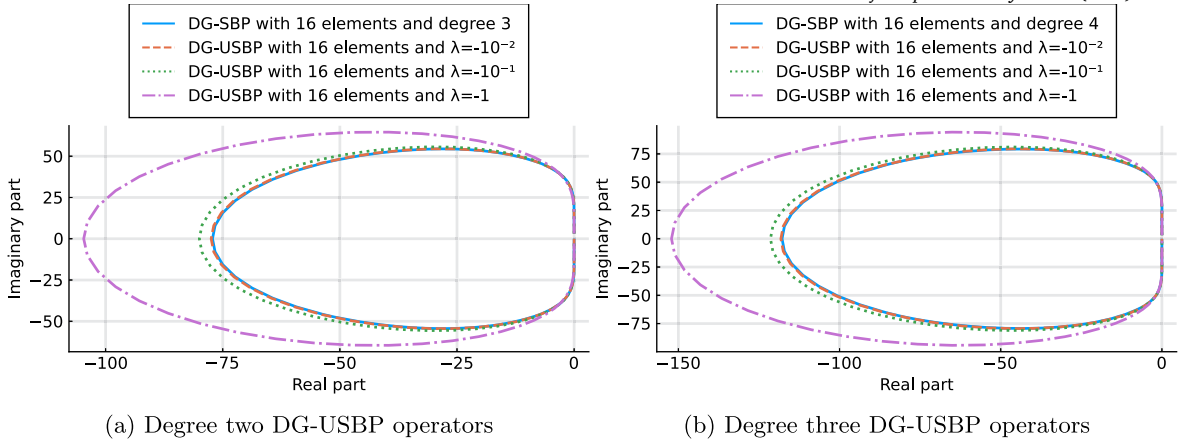 DG-SBP with 16 elements and degree 3
DG-USBP with 16 elements and λ=-10⁻²
DG-USBP with 16 elements and λ=-10⁻¹
DG-USBP with 16 elements and λ=-1
50
25
0
−25
−50
Imaginary part
−100
−75
−50
−25
0
Real part
(a) Degree two DG-USBP operators
DG-SBP with 16 elements and degree 4
DG-USBP with 16 elements and λ=-10⁻²
DG-USBP with 16 elements and λ=-10⁻¹
DG-USBP with 16 elements and λ=-1
75
50
25
0
−25
−50
−75
Imaginary part
−150
−100
−50
0
Real part
(b) Degree three DG-USBP operators